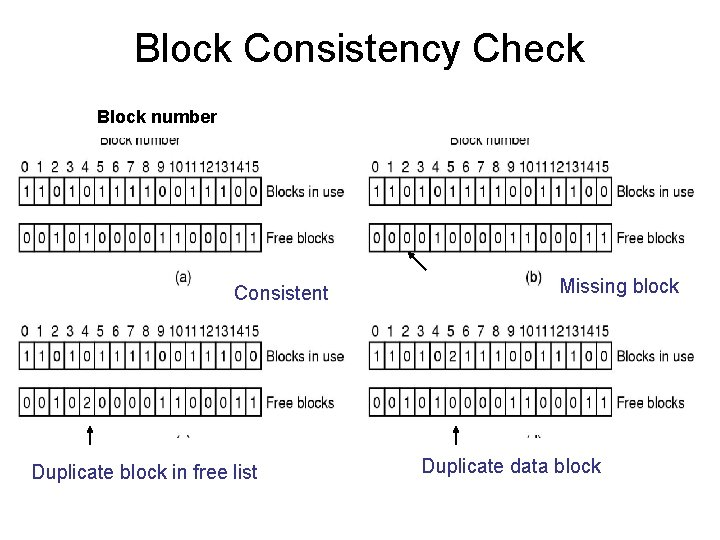 Block Consistency Check
Block number
Block number
0 1 2 3 4 5 6 7 8 9 101112131415
1 1 0 1 0 1 1 1 1 0 0 1 1 1 0 0 Blocks in use
0 0 1 0 1 0 0 0 0 1 1 0 0 0 1 1 Free blocks
(a)
Consistent
Block number
0 1 2 3 4 5 6 7 8 9 101112131415
1 1 0 1 0 1 1 1 1 0 0 1 1 1 0 0 Blocks in use
0 0 0 0 1 0 0 0 0 1 1 0 0 0 1 1 Free blocks
(b)
Missing block
0 1 2 3 4 5 6 7 8 9 101112131415
1 1 0 1 0 1 1 1 1 0 0 1 1 1 0 0 Blocks in use
0 0 1 0 2 0 0 0 0 1 1 0 0 0 1 1 Free blocks
Duplicate block in free list
0 1 2 3 4 5 6 7 8 9 101112131415
1 1 0 1 0 2 1 1 1 0 0 1 1 1 0 0 Blocks in use
0 0 1 0 1 0 0 0 0 1 1 0 0 0 1 1 Free blocks
Duplicate data block